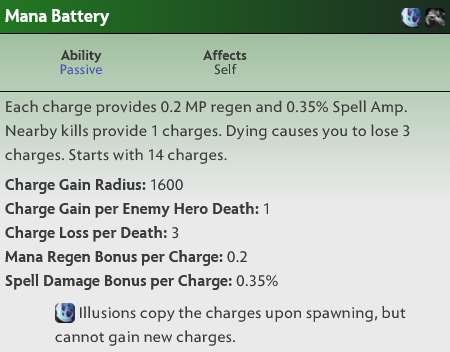 Mana Battery
Ability
Passive
Affects
Self
Each charge provides 0.2 MP regen and 0.35% Spell Amp.
Nearby kills provide 1 charges. Dying causes you to lose 3
charges. Starts with 14 charges.
Charge Gain Radius: 1600
Charge Gain per Enemy Hero Death: 1
Charge Loss per Death: 3
Mana Regen Bonus per Charge: 0.2
Spell Damage Bonus per Charge: 0.35%
Illusions copy the charges upon spawning, but
cannot gain new charges.